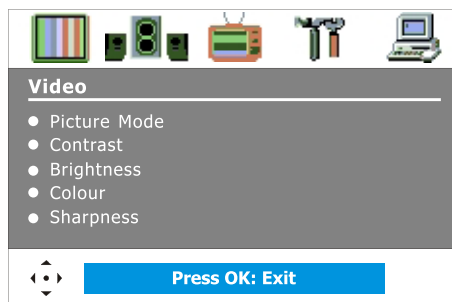 Video
Picture Mode
Contrast
Brightness
Colour
Sharpness
Press OK: Exit